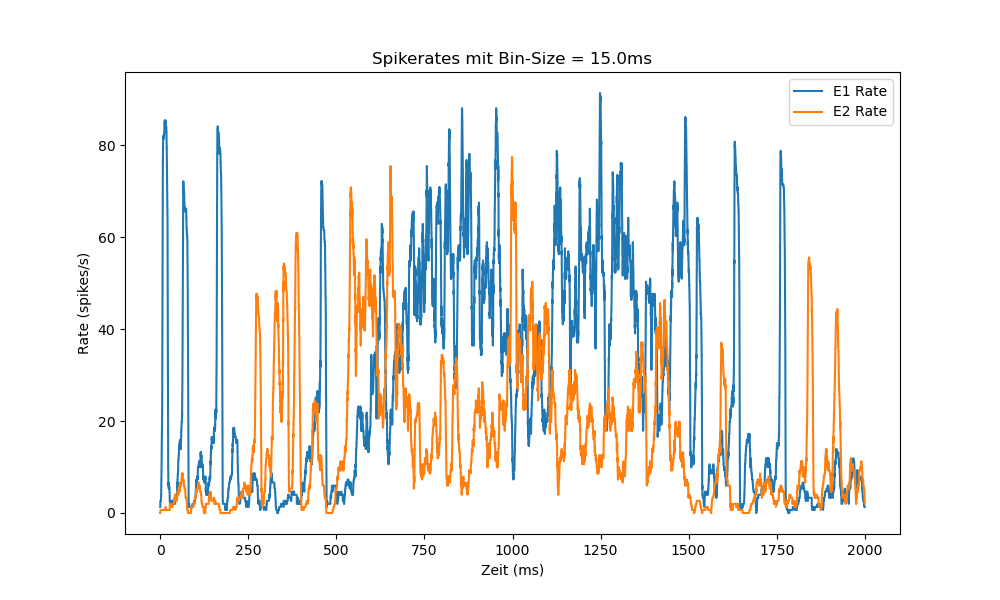 Spikerates mit Bin-Size = 15.0ms
E1 Rate
E2 Rate
80
60
40
20
0
Rate (spikes/s)
0 250 500 750 1000 1250 1500 1750 2000
Zeit (ms)